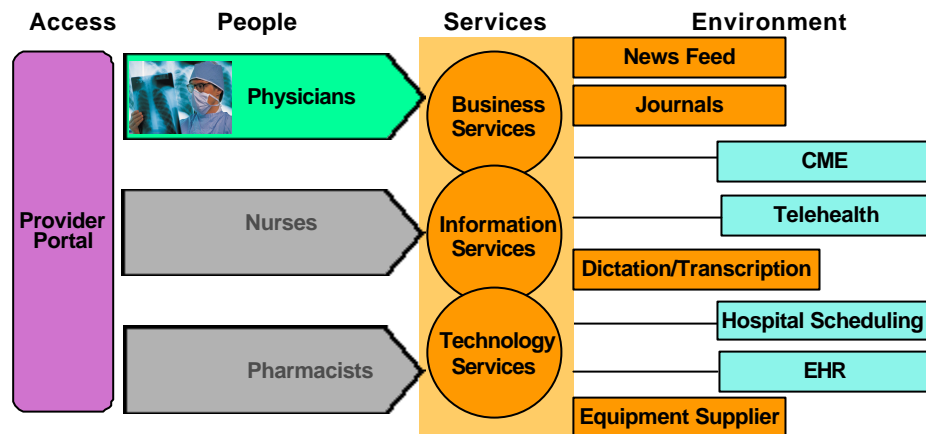 Access People Services Environment
News Feed
Physicians
Business
Services
Journals
CME
Provider
Portal
Nurses
Information
Services
Telehealth
Dictation/Transcription
Pharmacists
Technology
Services
Hospital Scheduling
EHR
Equipment Supplier